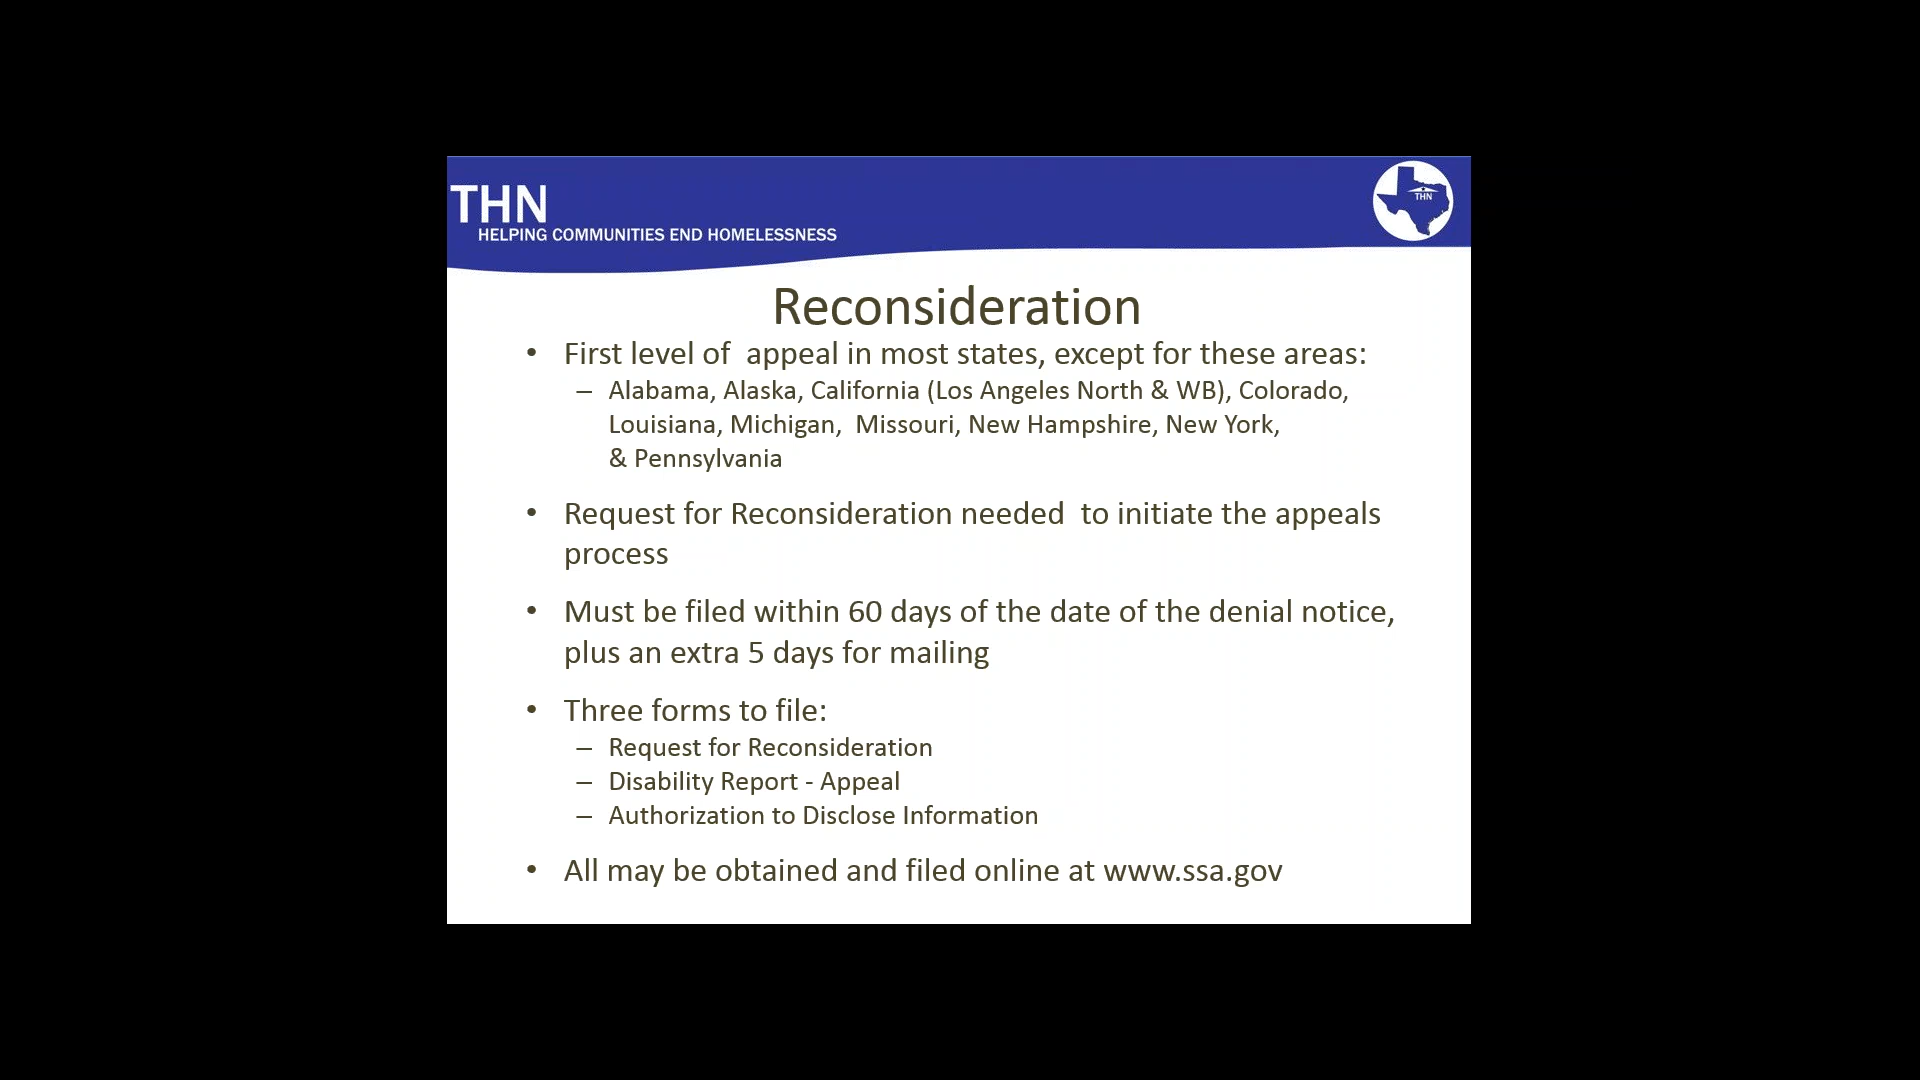 THN
HELPING COMMUNITIES END HOMELESSNESS
THN
Reconsideration
• First level of  appeal in most states, except for these areas:
– Alabama, Alaska, California (Los Angeles North & WB), Colorado,
Louisiana, Michigan,  Missouri, New Hampshire, New York,
& Pennsylvania
• Request for Reconsideration needed  to initiate the appeals
process
• Must be filed within 60 days of the date of the denial notice,
plus an extra 5 days for mailing
• Three forms to file:
– Request for Reconsideration
– Disability Report - Appeal
– Authorization to Disclose Information
• All may be obtained and filed online at www.ssa.gov